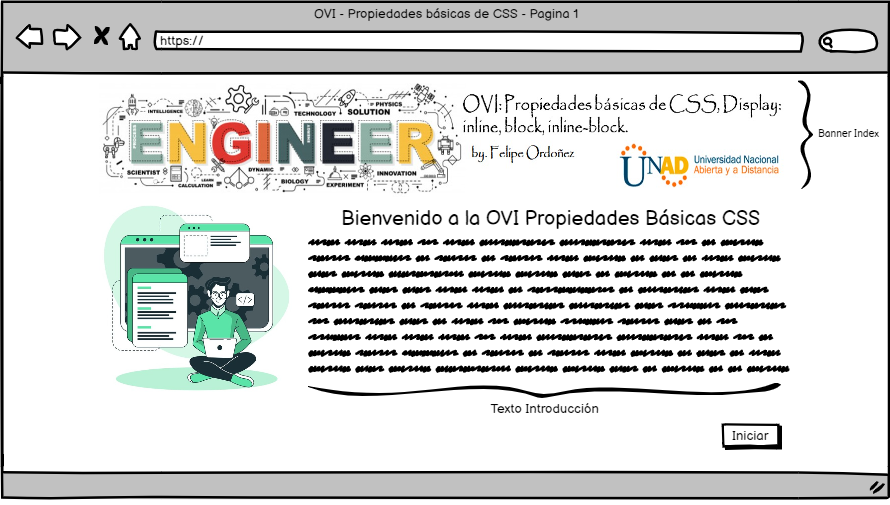 OVI - Propiedades básicas de CSS - Pagina 1
https://
INTELLIGENCE
TECHNOLOGY
SOLUTION
PHYSICS
ENGINEER
SCIENTIST
LEARN
CALCULATION
DYNAMIC
BIOLOGY
EXPERIMENT
INNOVATION
OVI: Propiedades básicas de CSS, Display:
inline, block, inline-block.
by. Felipe Ordoñez
UNAD Universidad Nacional
Abierta y a Distancia
Banner Index
Bienvenido a la OVI Propiedades Básicas CSS
</>
Texto Introducción
Iniciar